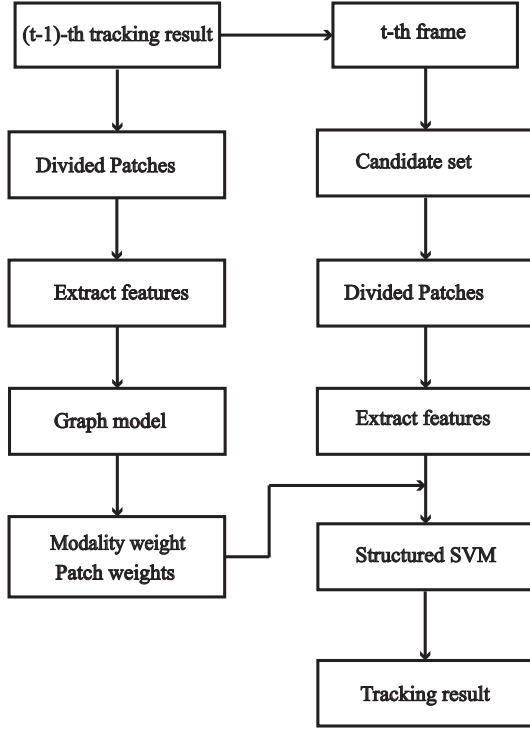 (t-1)-th tracking result
Divided Patches
Extract features
Graph model
Modality weight
Patch weights
t-th frame
Candidate set
Divided Patches
Extract features
Structured SVM
Tracking result